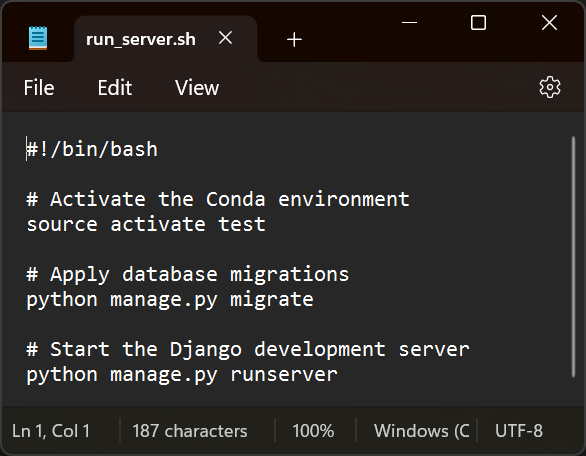 run_server.sh
File Edit View
#!/bin/bash
# Activate the Conda environment
source activate test
# Apply database migrations
python manage.py migrate
# Start the Django development server
python manage.py runserver
Ln 1, Col 1 187 characters 100% Windows (C UTF-8